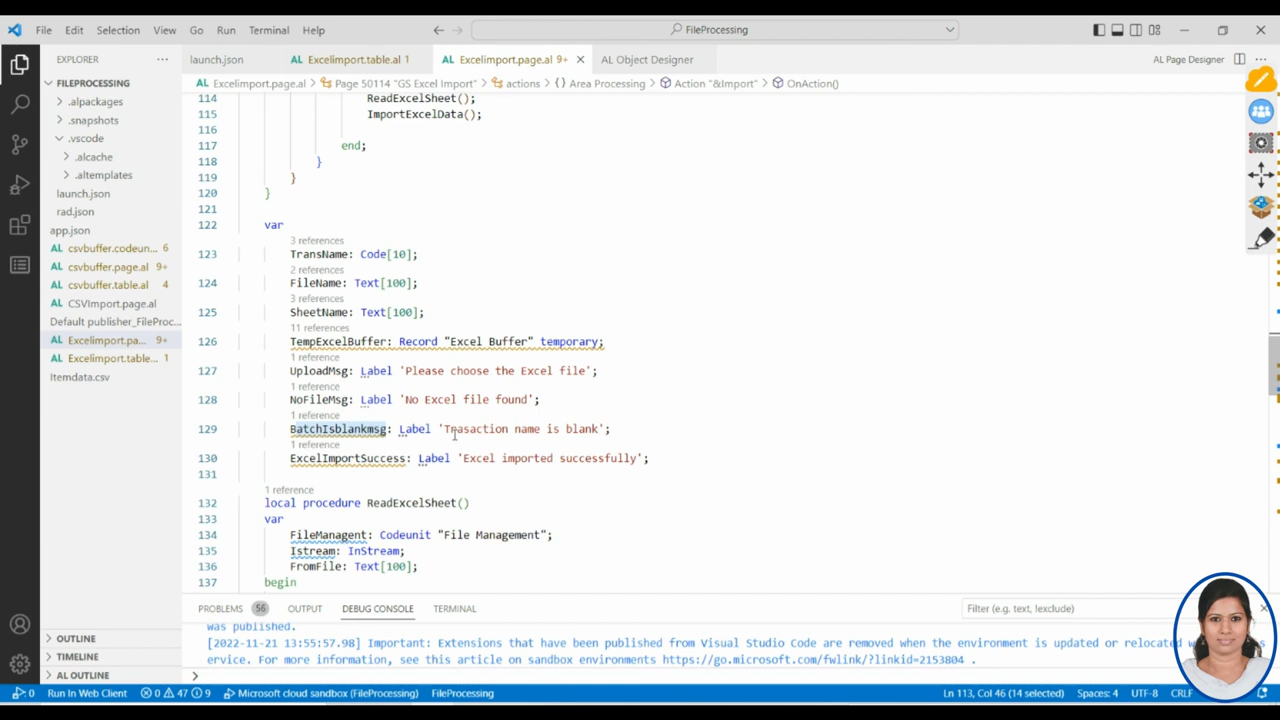 File Edit Selection View Go Run Terminal Help
FileProcessing
EXPLORER
FILEPROCESSING
.alpackages
.snapshots
.vscode
.alcache
.altemplates
launch.json
rad.json
app.json
csvbuffer.codeun... 6
csvbuffer.page.al 9+
csvbuffer.table.al 4
CSVImport.page.al
Default publisher_FileProc...
Excelimport.pa... 9+
Excelimport.table... 1
Itemdata.csv
OUTLINE
TIMELINE
AL OUTLINE
launch.json Excelimport.table.al 1 Excelimport.page.al 9+ AL Object Designer AL Page Designer
Excelimport.page.al > Page 50114 "GS Excel Import" > actions > Area Processing > Action "&Import" > OnAction()
114 ReadExcelSheet();
115 ImportExcelData();
116
117 end;
118 }
119 }
120 }
121
122 var
3 references
123 TransName: Code[10];
2 references
124 FileName: Text[100];
3 references
125 SheetName: Text[100];
11 references
126 TempExcelBuffer: Record "Excel Buffer" temporary;
1 reference
127 UploadMsg: Label 'Please choose the Excel file';
1 reference
128 NoFileMsg: Label 'No Excel file found';
1 reference
129 BatchIsblankmsg: Label 'Trasaction name is blank';
1 reference
130 ExcelImportSuccess: Label 'Excel imported successfully';
131
1 reference
132 local procedure ReadExcelSheet()
133 var
134 FileManagent: Codeunit "File Management";
135 Istream: InStream;
136 FromFile: Text[100];
137 begin
PROBLEMS 56 OUTPUT DEBUG CONSOLE TERMINAL Filter (e.g. text, !exclude)
was published.
[2022-11-21 13:55:57.98] Important: Extensions that have been published from Visual Studio Code are removed when the environment is updated or relocated
ervice. For more information, see this article on sandbox environments https://go.microsoft.com/fwlink/?linkid=2153804 .
0 Run In Web Client 0 47 9 Microsoft cloud sandbox (FileProcessing) FileProcessing Ln 113, Col 46 (14 selected) Spaces: 4 UTF-8 CRLF